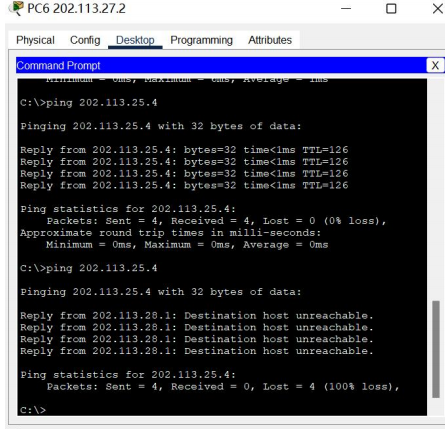 PC6 202.113.27.2
Physical Config Desktop Programming Attributes
Command Prompt X
Minimum = 0ms, Maximum = 0ms, Average = 1ms
C:\>ping 202.113.25.4
Pinging 202.113.25.4 with 32 bytes of data:
Reply from 202.113.25.4: bytes=32 time<1ms TTL=126
Reply from 202.113.25.4: bytes=32 time<1ms TTL=126
Reply from 202.113.25.4: bytes=32 time<1ms TTL=126
Reply from 202.113.25.4: bytes=32 time<1ms TTL=126
Ping statistics for 202.113.25.4:
Packets: Sent = 4, Received = 4, Lost = 0 (0% loss),
Approximate round trip times in milli-seconds:
Minimum = 0ms, Maximum = 0ms, Average = 0ms
C:\>ping 202.113.25.4
Pinging 202.113.25.4 with 32 bytes of data:
Reply from 202.113.28.1: Destination host unreachable.
Reply from 202.113.28.1: Destination host unreachable.
Reply from 202.113.28.1: Destination host unreachable.
Reply from 202.113.28.1: Destination host unreachable.
Ping statistics for 202.113.25.4:
Packets: Sent = 4, Received = 0, Lost = 4 (100% loss),
C:\>